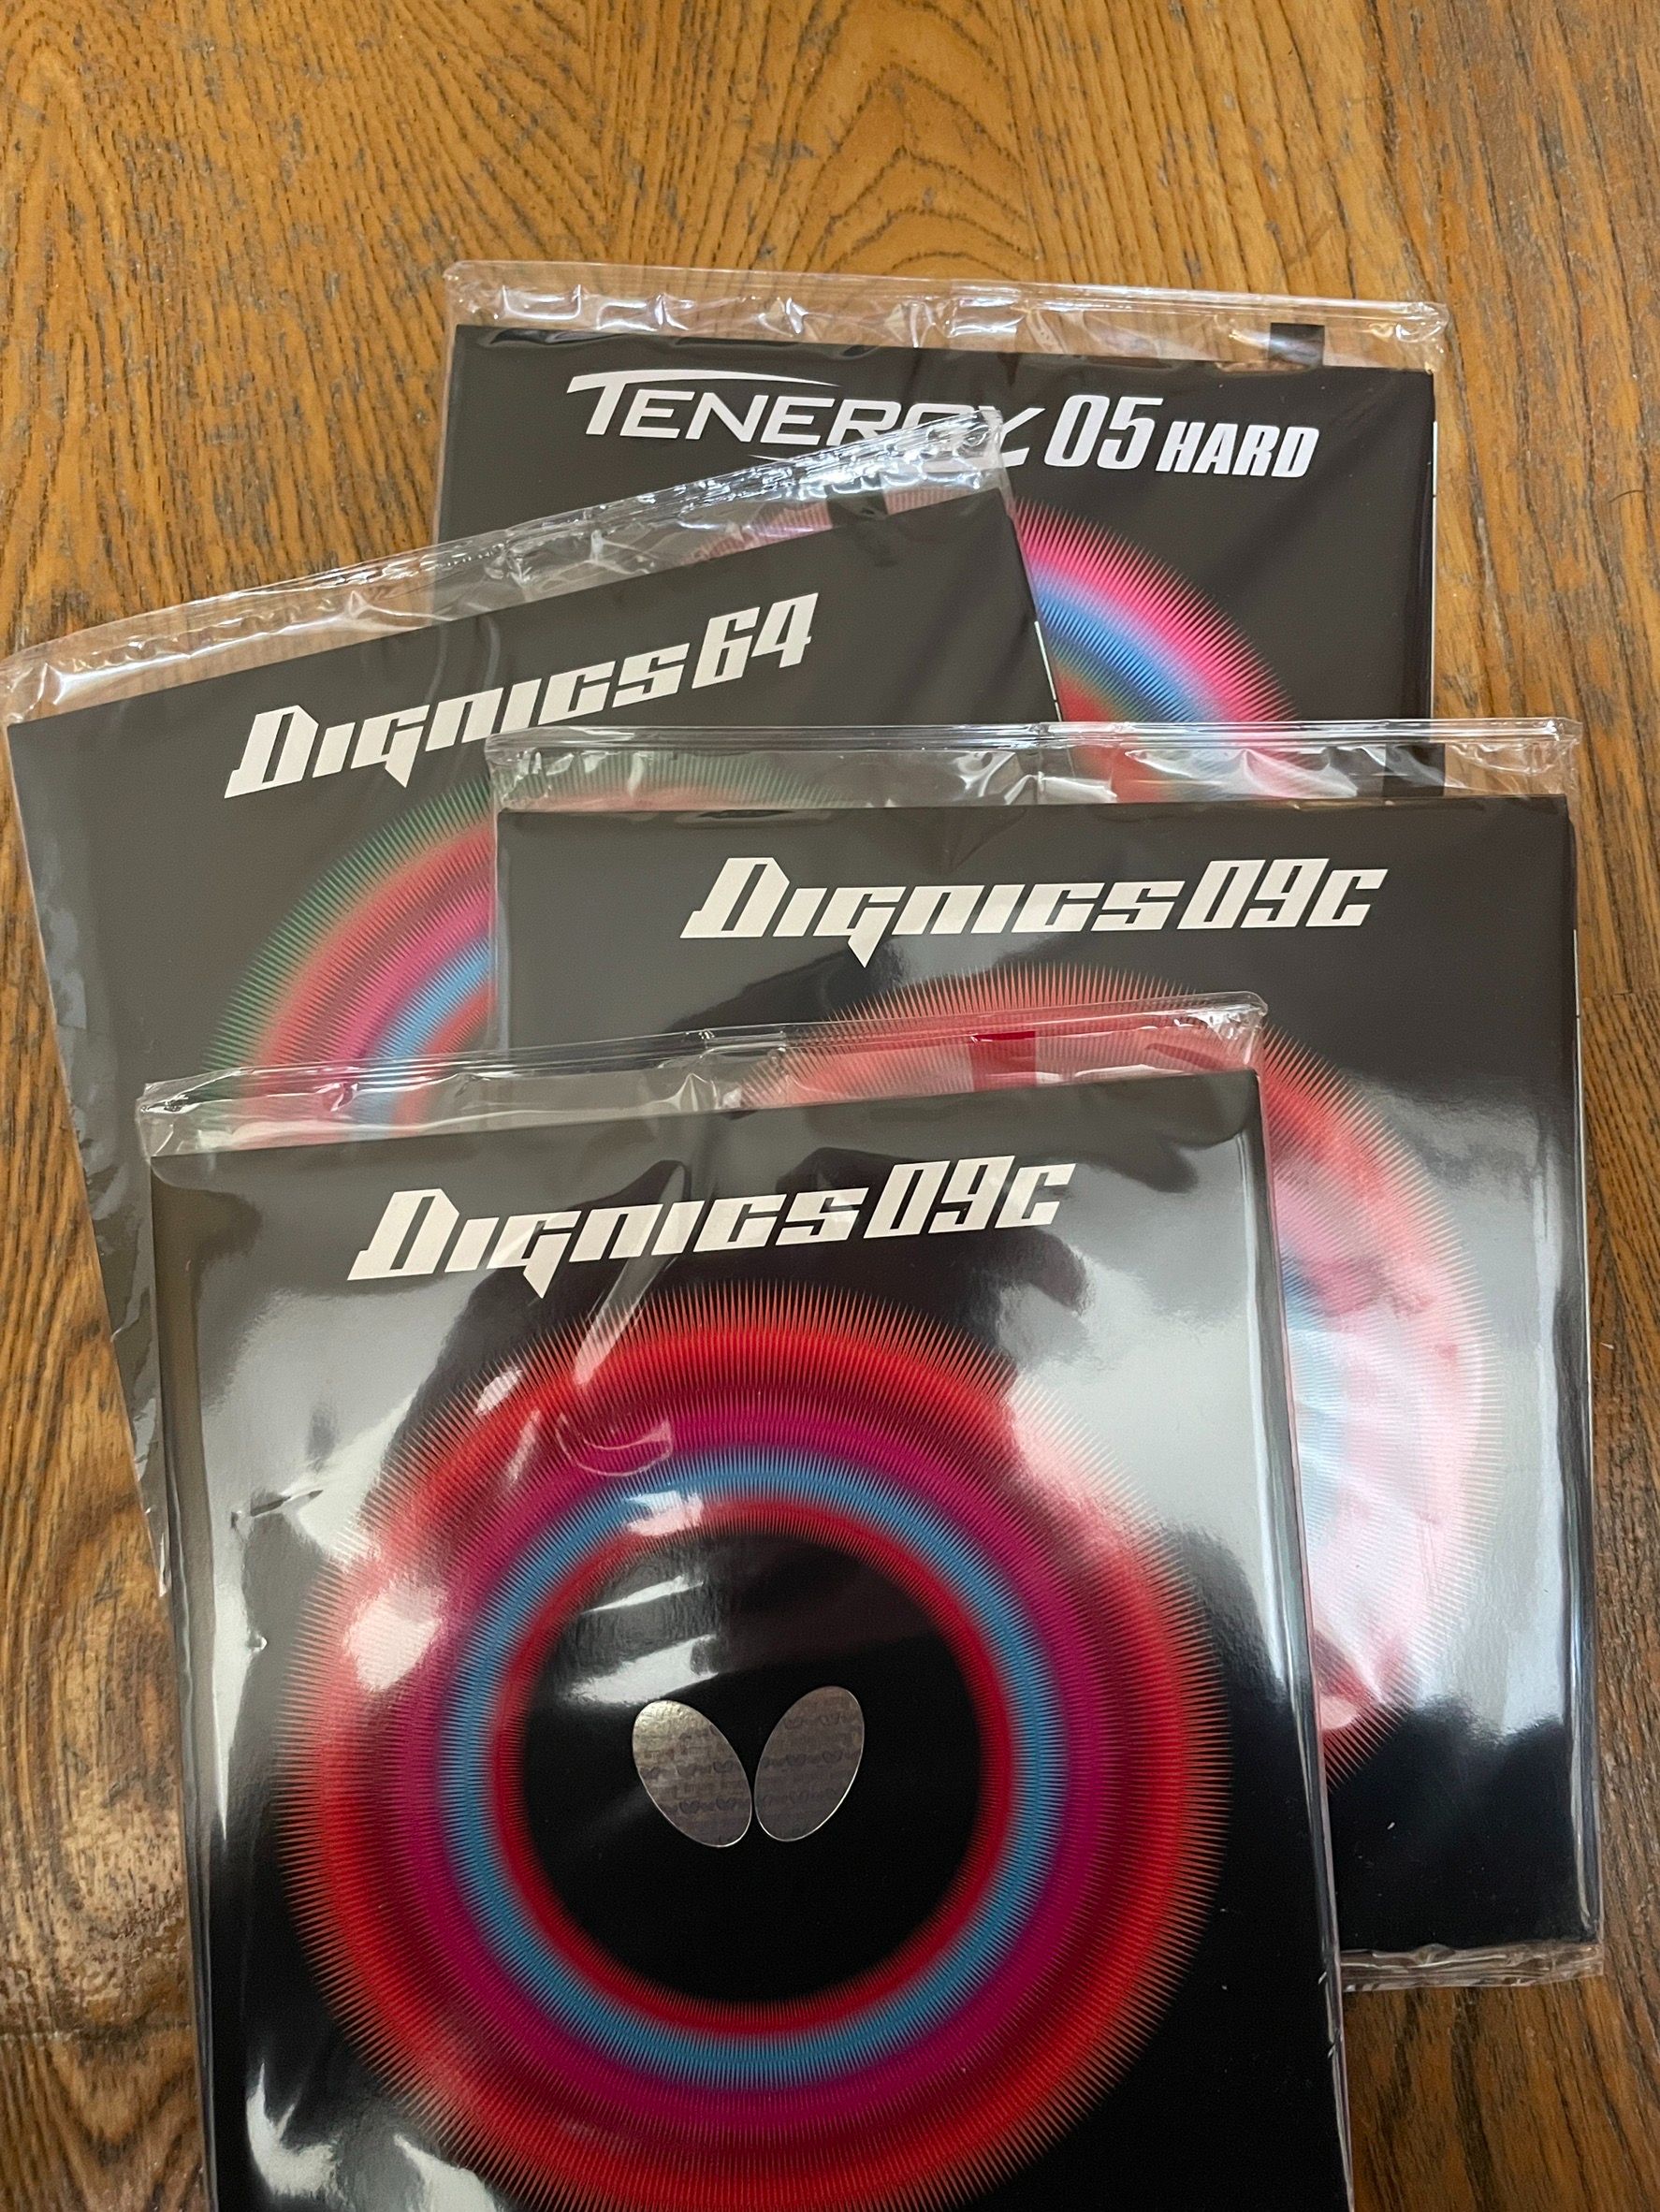 TENERGY 05 HARD
DIGNICS 64
DIGNICS 09C
DIGNICS 09C